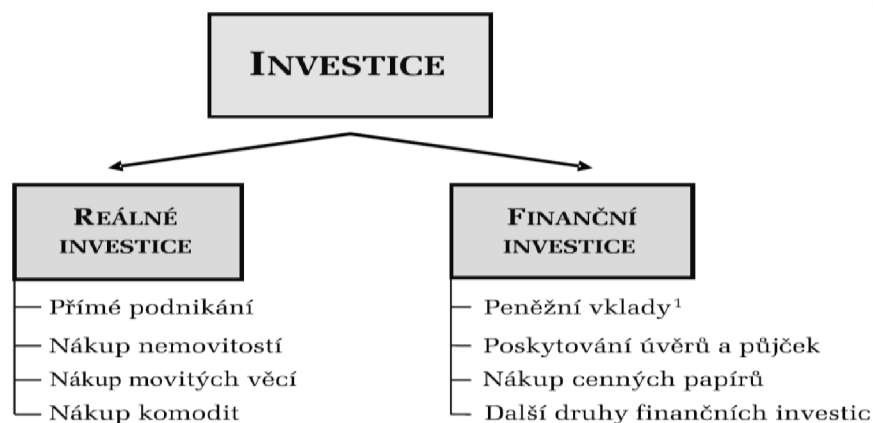 INVESTICE
REÁLNÉ
INVESTICE
Přímé podnikání
Nákup nemovitostí
Nákup movitých věcí
Nákup komodit
FINANČNÍ
INVESTICE
Peněžní vklady¹
Poskytování úvěrů a půjček
Nákup cenných papírů
Další druhy finančních investic